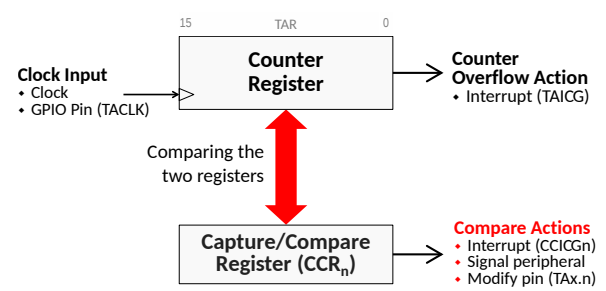 15 TAR 0
Counter
Register
Clock Input
• Clock
• GPIO Pin (TACLK)
Counter
Overflow Action
• Interrupt (TAICG)
Comparing the
two registers
Capture/Compare
Register (CCRn)
Compare Actions
• Interrupt (CCICGn)
• Signal peripheral
• Modify pin (TAx.n)